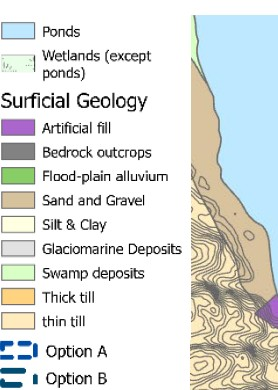 Ponds
Wetlands (except
ponds)
Surficial Geology
Artificial fill
Bedrock outcrops
Flood-plain alluvium
Sand and Gravel
Silt & Clay
Glaciomarine Deposits
Swamp deposits
Thick till
thin till
Option A
Option B